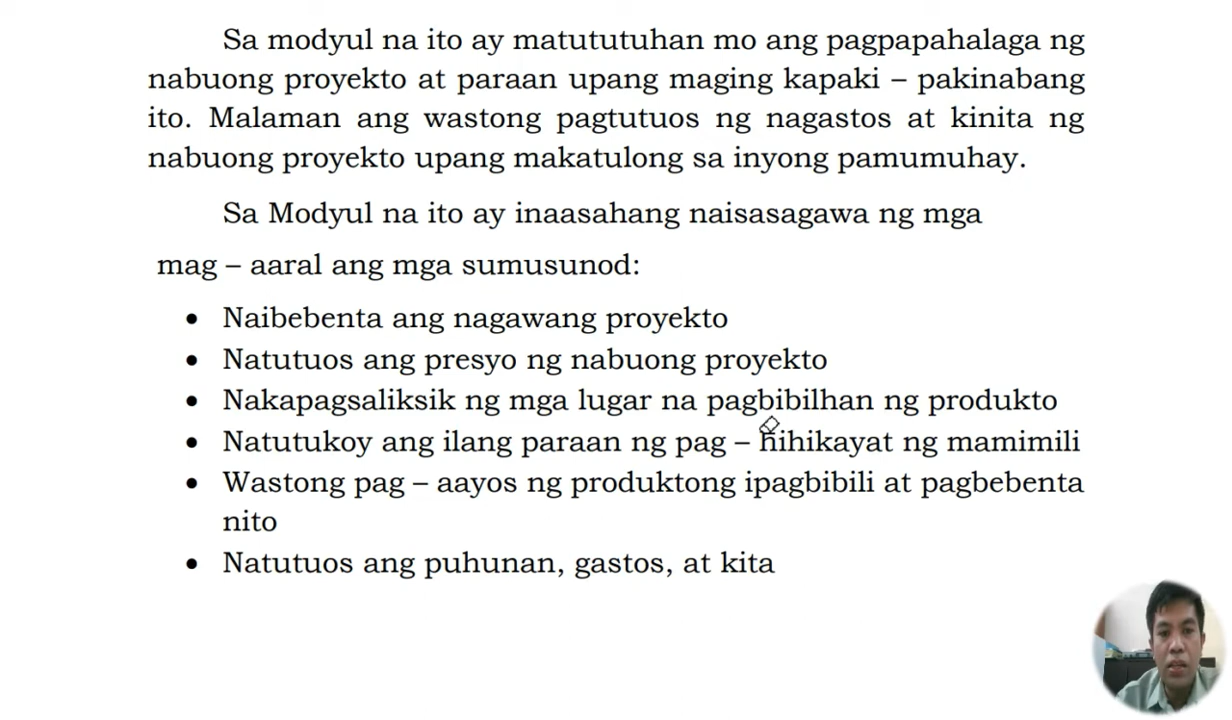 Sa modyul na ito ay matututuhan mo ang pagpapahalaga ng
nabuong proyekto at paraan upang maging kapaki – pakinabang
ito. Malaman ang wastong pagtutuos ng nagastos at kinita ng
nabuong proyekto upang makatulong sa inyong pamumuhay.
Sa Modyul na ito ay inaasahang naisasagawa ng mga
mag – aaral ang mga sumusunod:
• Naibebenta ang nagawang proyekto
• Natutuos ang presyo ng nabuong proyekto
• Nakapagsaliksik ng mga lugar na pagbibilhan ng produkto
• Natutukoy ang ilang paraan ng pag – hihikayat ng mamimili
• Wastong pag – aayos ng produktong ipagbibili at pagbebenta
nito
• Natutuos ang puhunan, gastos, at kita